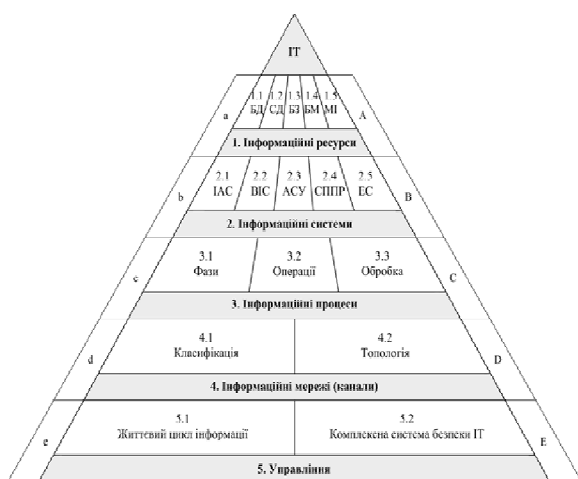 ІТ
1.1 1.2 1.3 1.4 1.5
БД СД БЗ БМ МІ
a A
1. Інформаційні ресурси
2.1 2.2 2.3 2.4 2.5
ІАС ВІС АСУ СППР ЕС
b B
2. Інформаційні системи
3.1 3.2 3.3
Фази Операції Обробка
c C
3. Інформаційні процеси
4.1 4.2
Класифікація Топологія
d D
4. Інформаційні мережі (канали)
5.1 5.2
Життєвий цикл інформації Комплексна система безпеки ІТ
e E
5. Управління